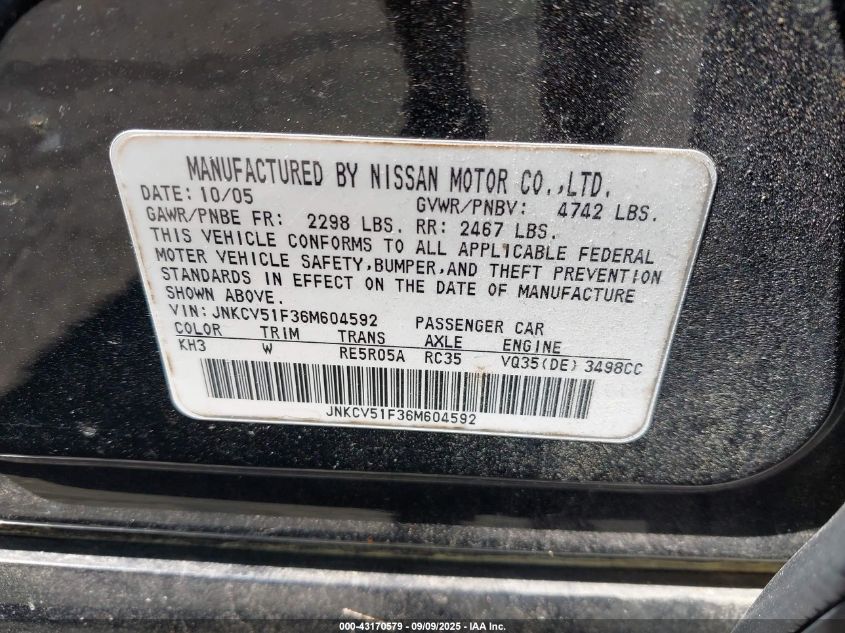 MANUFACTURED BY NISSAN MOTOR CO.,LTD.
DATE: 10/05 GVWR/PNBV: 4742 LBS.
GAWR/PNBE FR: 2298 LBS. RR: 2467 LBS.
THIS VEHICLE CONFORMS TO ALL APPLICABLE FEDERAL
MOTER VEHICLE SAFETY,BUMPER,AND THEFT PREVENTION
STANDARDS IN EFFECT ON THE DATE OF MANUFACTURE
SHOWN ABOVE.
VIN: JNKCV51F36M604592 PASSENGER CAR
COLOR TRIM TRANS AXLE ENGINE
KH3 W RE5R05A RC35 VQ35(DE) 3498CC
JNKCV51F36M604592
000-43170579 - 09/09/2025 - IAA Inc.